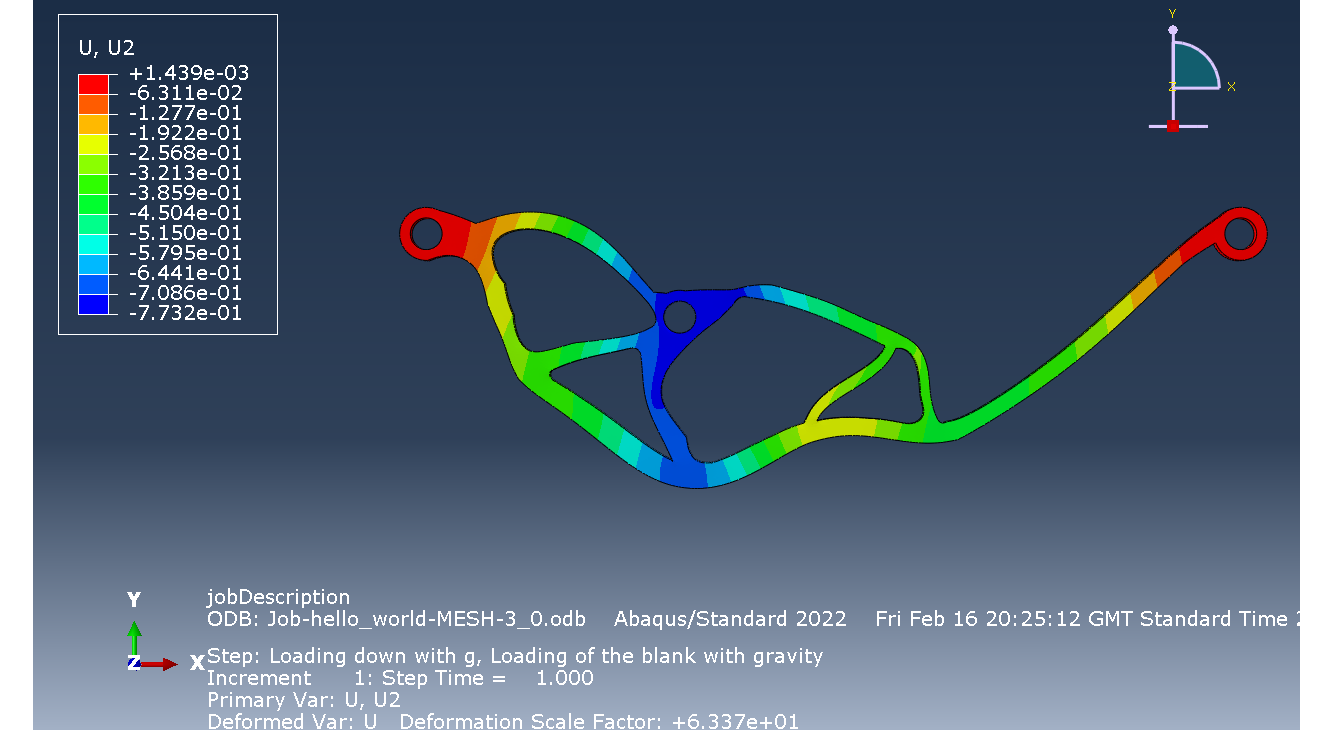 U, U2
+1.439e-03
-6.311e-02
-1.277e-01
-1.922e-01
-2.568e-01
-3.213e-01
-3.859e-01
-4.504e-01
-5.150e-01
-5.795e-01
-6.441e-01
-7.086e-01
-7.732e-01
Y
Z X
jobDescription
ODB: Job-hello_world-MESH-3_0.odb Abaqus/Standard 2022 Fri Feb 16 20:25:12 GMT Standard Time
Y
Z X
Step: Loading down with g, Loading of the blank with gravity
Increment 1: Step Time = 1.000
Primary Var: U, U2
Deformed Var: U Deformation Scale Factor: +6.337e+01